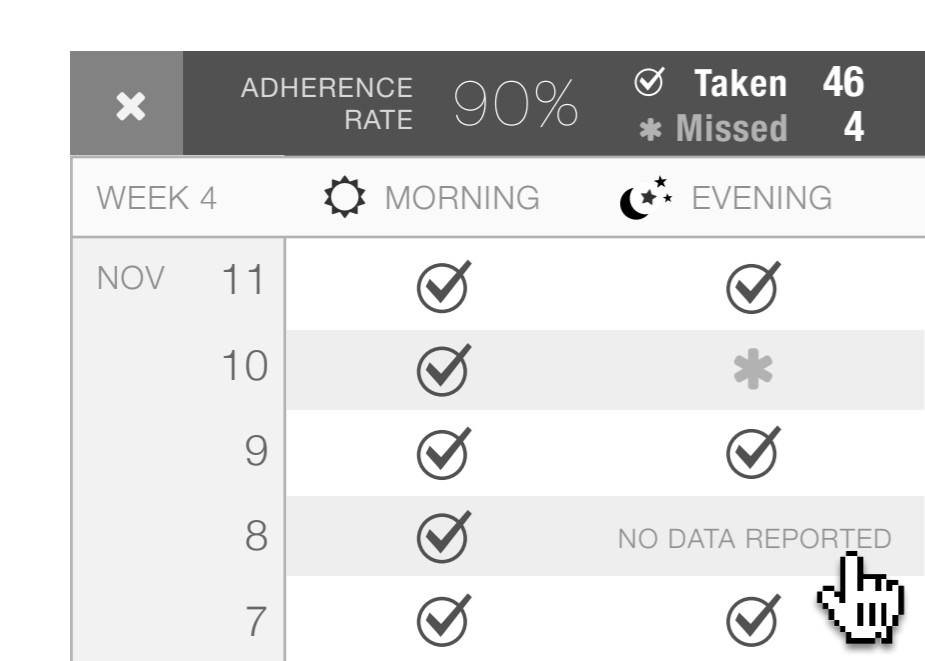 ADHERENCE RATE 90%
Taken 46
Missed 4
WEEK 4 MORNING EVENING
NOV 11
10
9
8 NO DATA REPORTED
7